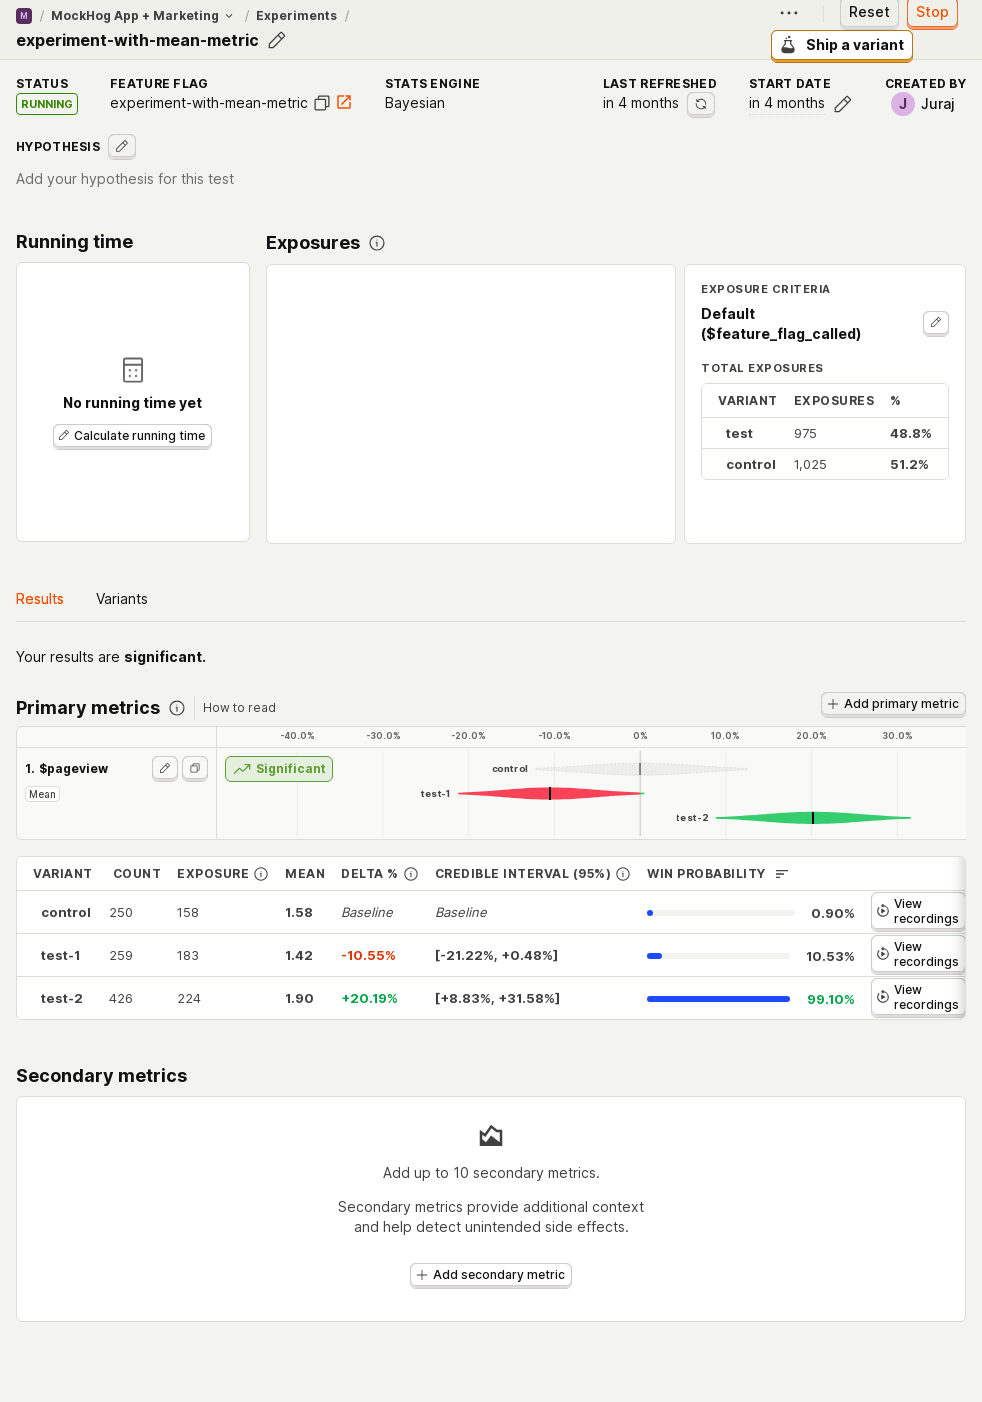 M / MockHog App + Marketing / Experiments /
experiment-with-mean-metric
Reset
Stop
Ship a variant
STATUS
RUNNING
FEATURE FLAG
experiment-with-mean-metric
STATS ENGINE
Bayesian
LAST REFRESHED
in 4 months
START DATE
in 4 months
CREATED BY
J Juraj
HYPOTHESIS
Add your hypothesis for this test
Running time
No running time yet
Calculate running time
Exposures
EXPOSURE CRITERIA
Default
($feature_flag_called)
TOTAL EXPOSURES
VARIANT EXPOSURES %
test 975 48.8%
control 1,025 51.2%
Results Variants
Your results are significant.
Primary metrics How to read
Add primary metric
-40.0% -30.0% -20.0% -10.0% 0% 10.0% 20.0% 30.0%
1. $pageview
Mean
Significant
control
test-1
test-2
VARIANT COUNT EXPOSURE MEAN DELTA % CREDIBLE INTERVAL (95%) WIN PROBABILITY
control 250 158 1.58 Baseline Baseline 0.90% View recordings
test-1 259 183 1.42 -10.55% [-21.22%, +0.48%] 10.53% View recordings
test-2 426 224 1.90 +20.19% [+8.83%, +31.58%] 99.10% View recordings
Secondary metrics
Add up to 10 secondary metrics.
Secondary metrics provide additional context
and help detect unintended side effects.
Add secondary metric